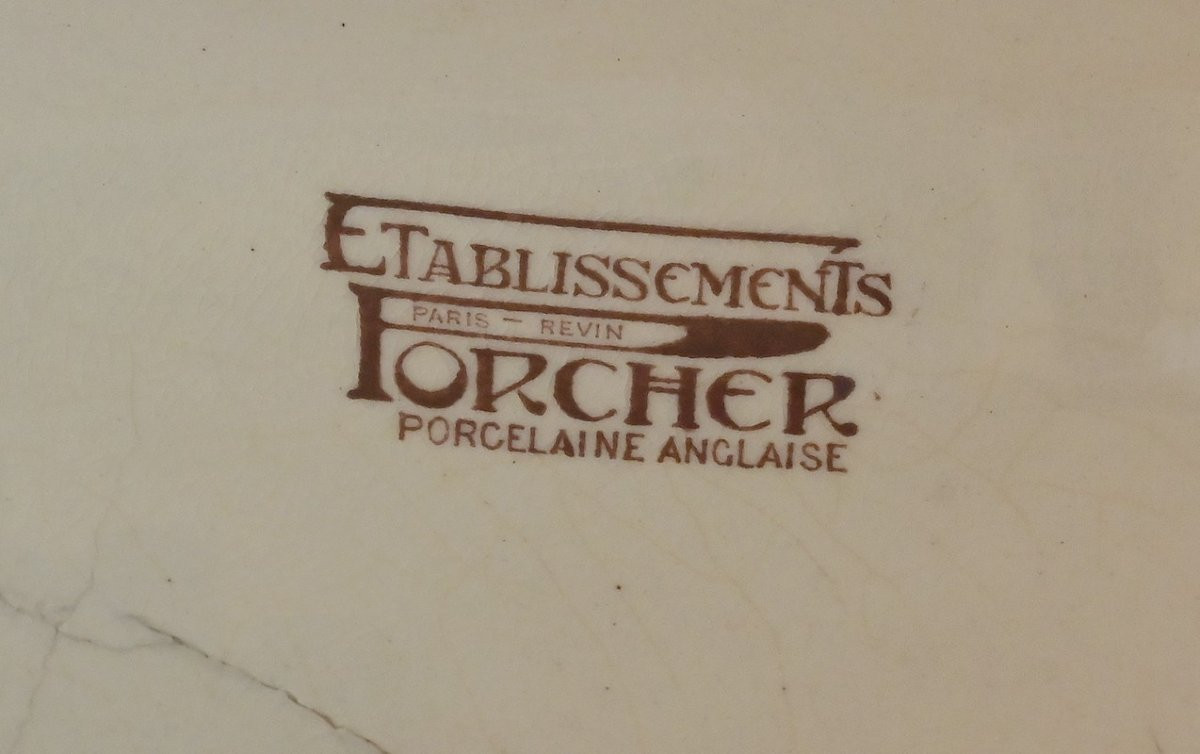 ETABLISSEMENTS
PARIS – REVIN
PORCHER
PORCELAINE ANGLAISE